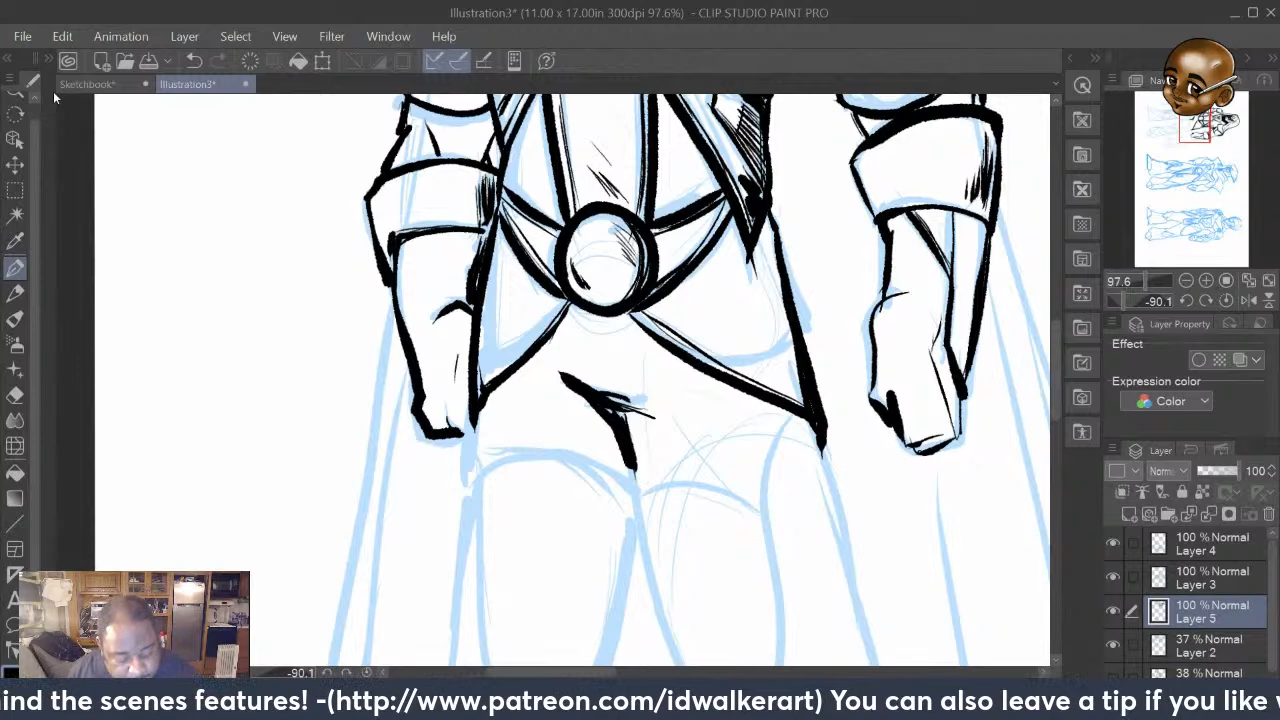 Illustration3* (11.00 x 17.00in 300dpi 97.6%) - CLIP STUDIO PAINT PRO
File Edit Animation Layer Select View Filter Window Help
Sketchbook* Illustration3*
97.6
-90.1
Layer Property
Effect
Expression color
Color
Layer
Norm 100
100 % Normal
Layer 4
100 % Normal
Layer 3
100 % Normal
Layer 5
37 % Normal
Layer 2
38 % Normal
-90.1
ind the scenes features! -(http://www.patreon.com/idwalkerart) You can also leave a tip if you like